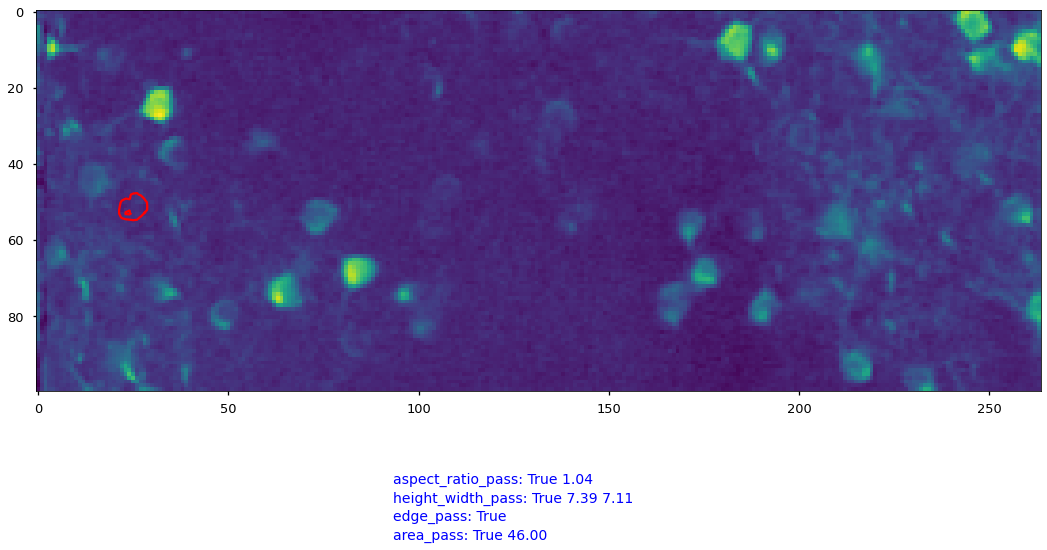 0
20
40
60
80
0 50 100 150 200 250
aspect_ratio_pass: True 1.04
height_width_pass: True 7.39 7.11
edge_pass: True
area_pass: True 46.00